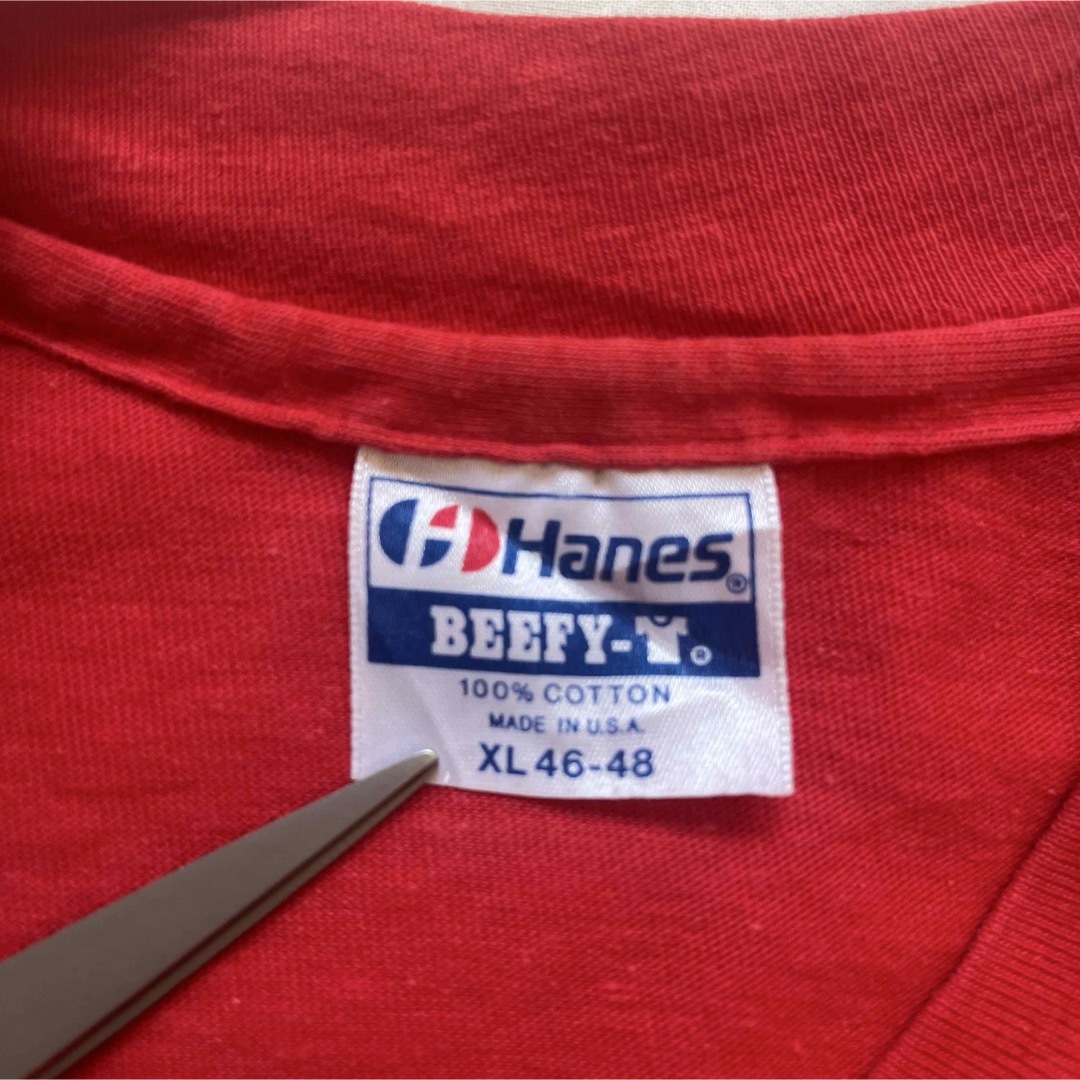 Hanes®
BEEFY-T®
100% COTTON
MADE IN U.S.A.
XL 46-48